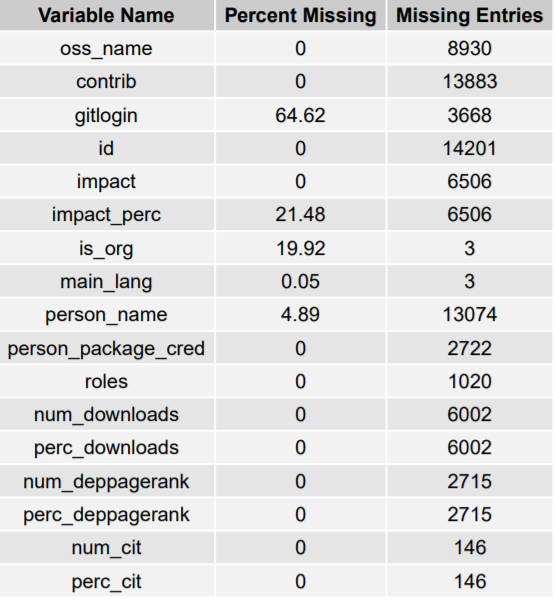 Variable Name Percent Missing Missing Entries
oss_name 0 8930
contrib 0 13883
gitlogin 64.62 3668
id 0 14201
impact 0 6506
impact_perc 21.48 6506
is_org 19.92 3
main_lang 0.05 3
person_name 4.89 13074
person_package_cred 0 2722
roles 0 1020
num_downloads 0 6002
perc_downloads 0 6002
num_deppagerank 0 2715
perc_deppagerank 0 2715
num_cit 0 146
perc_cit 0 146